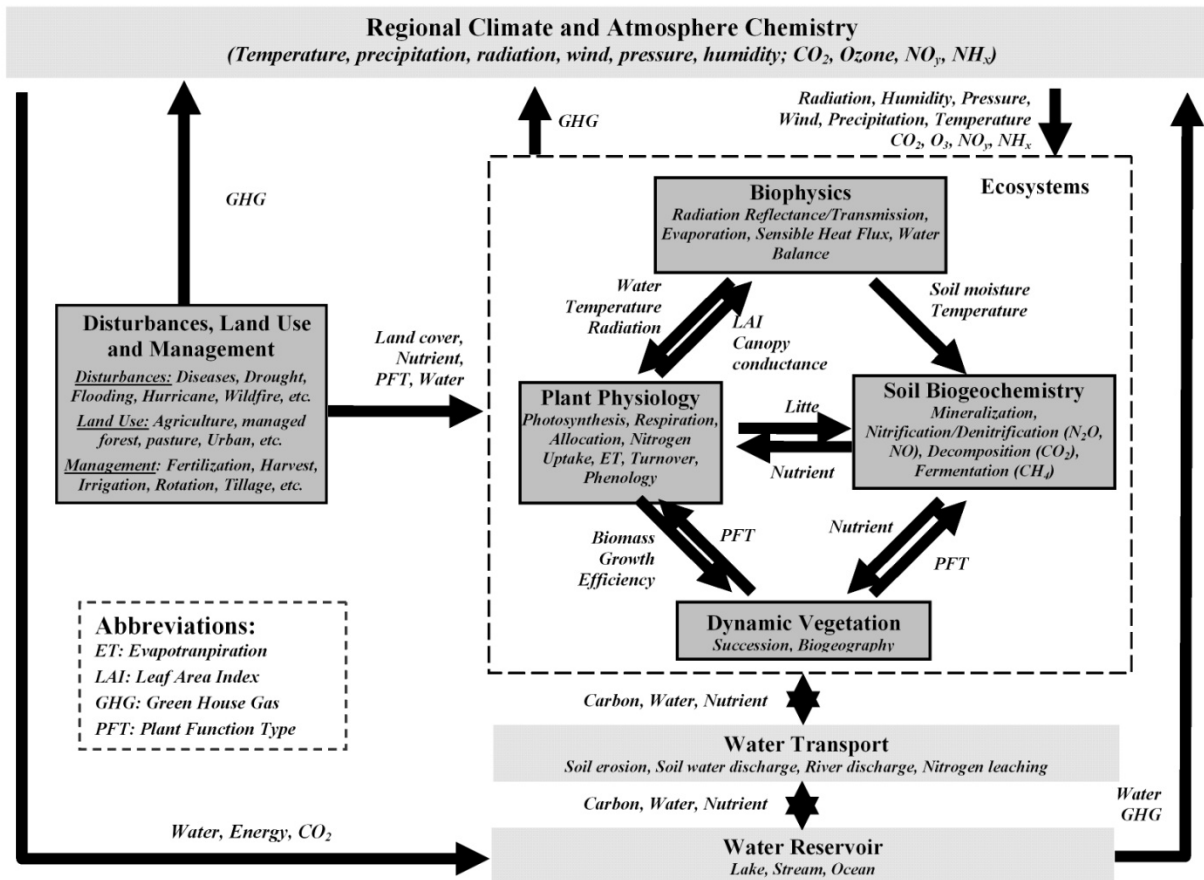 Regional Climate and Atmosphere Chemistry
(Temperature, precipitation, radiation, wind, pressure, humidity; CO2, Ozone, NOy, NHx)
GHG
GHG
Radiation, Humidity, Pressure,
Wind, Precipitation, Temperature
CO2, O3, NOy, NHx
Ecosystems
Biophysics
Radiation Reflectance/Transmission,
Evaporation, Sensible Heat Flux, Water
Balance
Water
Temperature
Radiation
LAI
Canopy
conductance
Soil moisture
Temperature
Disturbances, Land Use
and Management
Disturbances: Diseases, Drought,
Flooding, Hurricane, Wildfire, etc.
Land Use: Agriculture, managed
forest, pasture, Urban, etc.
Management: Fertilization, Harvest,
Irrigation, Rotation, Tillage, etc.
Land cover,
Nutrient,
PFT, Water
Plant Physiology
Photosynthesis, Respiration,
Allocation, Nitrogen
Uptake, ET, Turnover,
Phenology
Litte
Nutrient
Soil Biogeochemistry
Mineralization,
Nitrification/Denitrification (N2O,
NO), Decomposition (CO2),
Fermentation (CH4)
Biomass
Growth
Efficiency
PFT
Nutrient
PFT
Dynamic Vegetation
Succession, Biogeography
Abbreviations:
ET: Evapotranpiration
LAI: Leaf Area Index
GHG: Green House Gas
PFT: Plant Function Type
Carbon, Water, Nutrient
Water Transport
Soil erosion, Soil water discharge, River discharge, Nitrogen leaching
Carbon, Water, Nutrient
Water
GHG
Water, Energy, CO2
Water Reservoir
Lake, Stream, Ocean